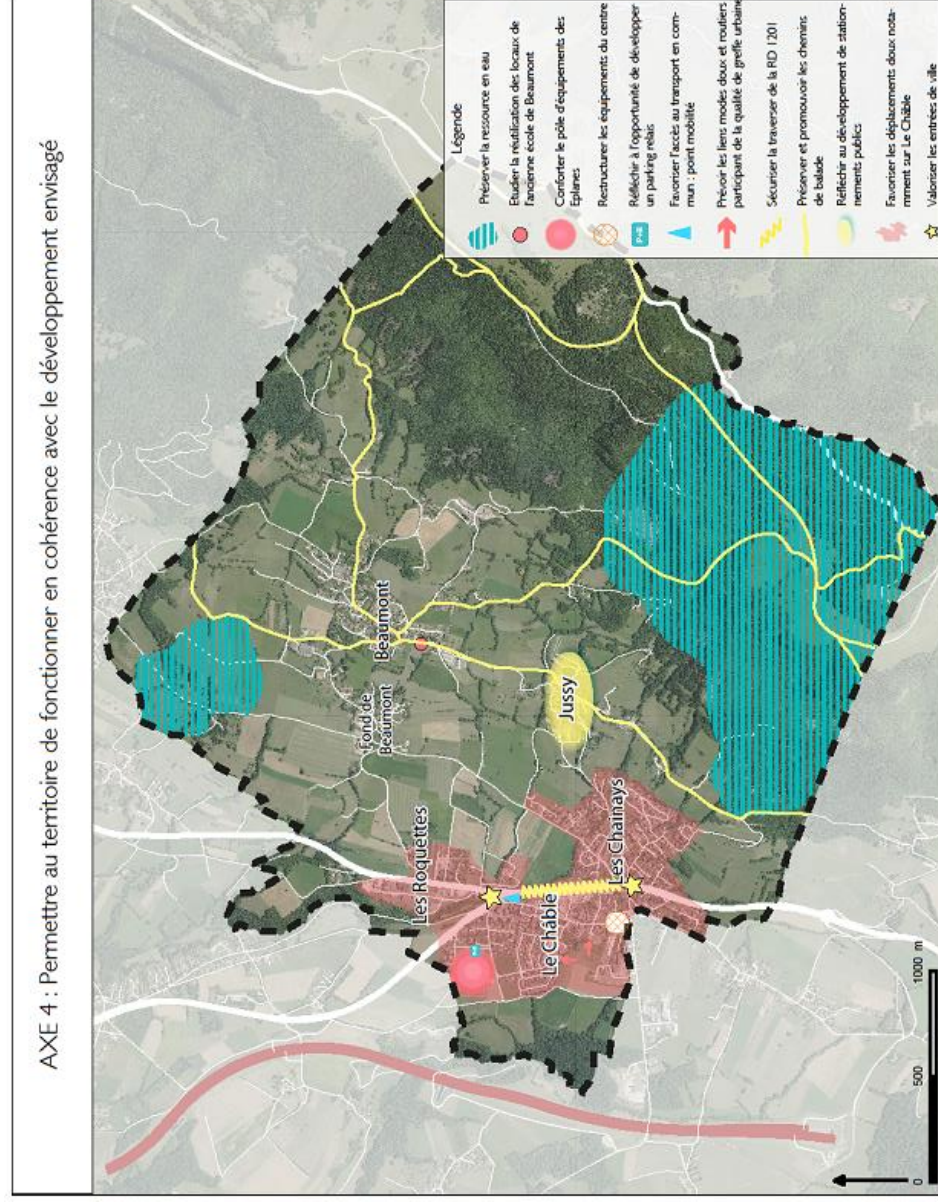 AXE 4 : Permettre au territoire de fonctionner en cohérence avec le développement envisagé
Légende
Préserver la ressource en eau
Etudier la réutilisation des locaux de
l'ancienne école de Beaumont
Conforter le pôle d'équipements des
Eplanes
Restructurer les équipements du centre
Réfléchir à l'opportunité de développer
un parking relais
Favoriser l'accès au transport en com-
mun : point mobilité
Prévoir les liens modes doux et routiers
participant de la qualité de greffe urbaine
Sécuriser la traverser de la RD 1201
Préserver et promouvoir les chemins
de balade
Réfléchir au développement de station-
nements publics
Favoriser les déplacements doux nota-
mment sur Le Châble
Valoriser les entrées de ville
P+R
Beaumont
Fond de
Beaumont
Jussy
Les Roquettes
Le Châble
Les Chainays
0 500 1000 m